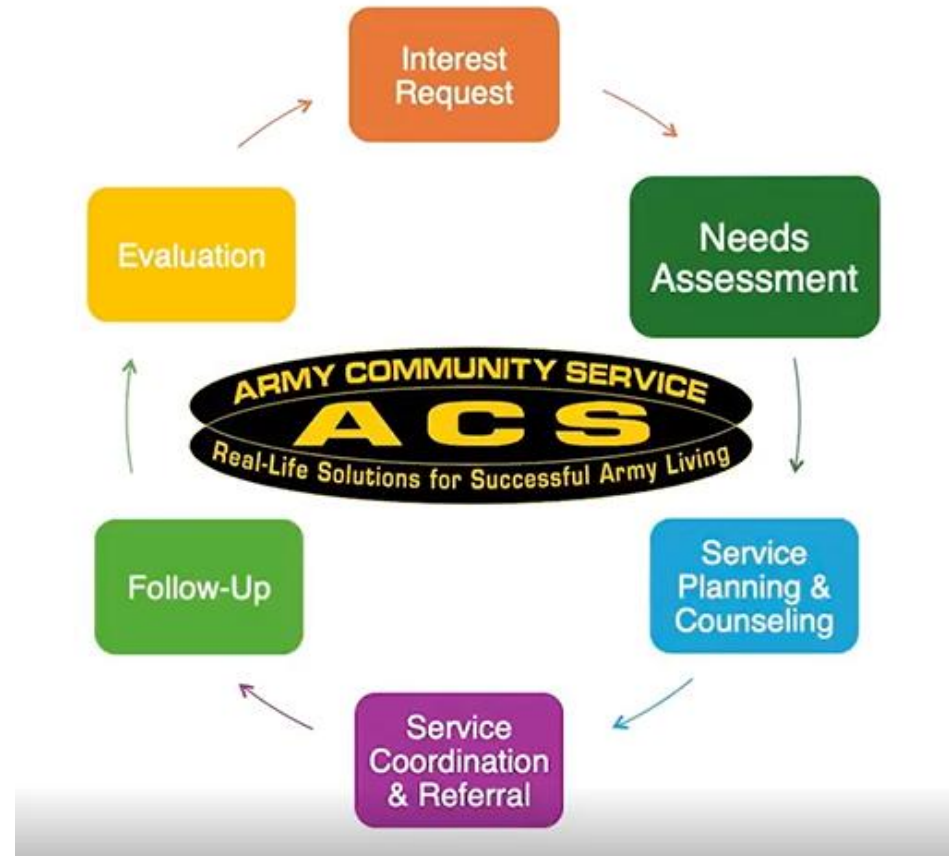 Interest
Request
Needs
Assessment
Evaluation
ARMY COMMUNITY SERVICE
ACS
Real-Life Solutions for Successful Army Living
Service
Planning &
Counseling
Follow-Up
Service
Coordination
& Referral